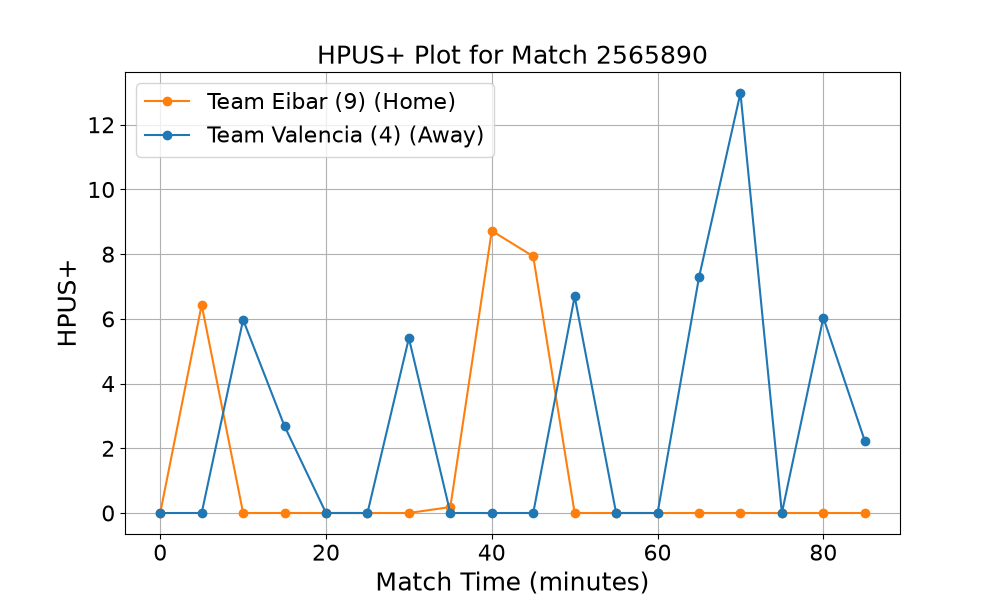 HPUS+ Plot for Match 2565890
Team Eibar (9) (Home)
Team Valencia (4) (Away)
HPUS+
12
10
8
6
4
2
0
0 20 40 60 80
Match Time (minutes)